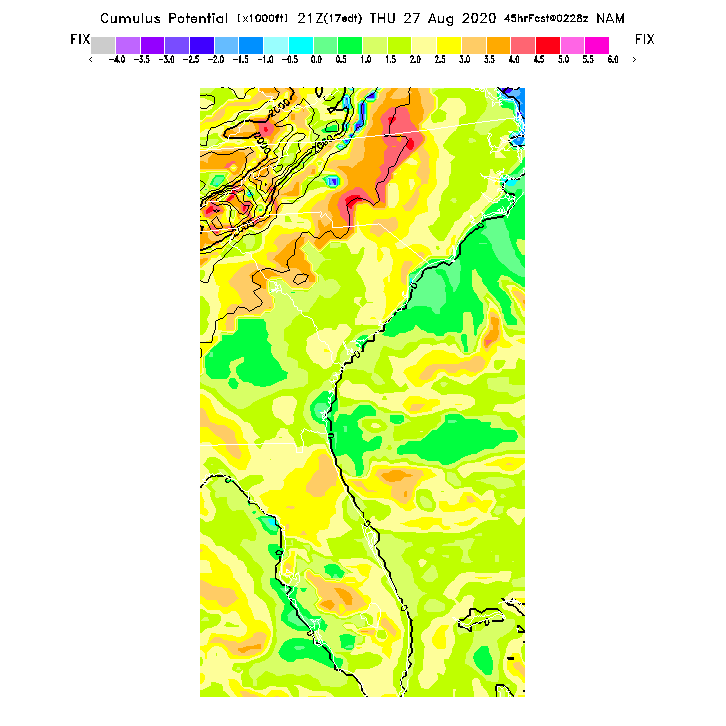 Cumulus Potential [x1000ft] 21Z(17edt) THU 27 Aug 2020 45hrFcst@0228z NAM
FIX FIX
< -4.0 -3.5 -3.0 -2.5 -2.0 -1.5 -1.0 -0.5 0.0 0.5 1.0 1.5 2.0 2.5 3.0 3.5 4.0 4.5 5.0 5.5 6.0 >
2000
2000